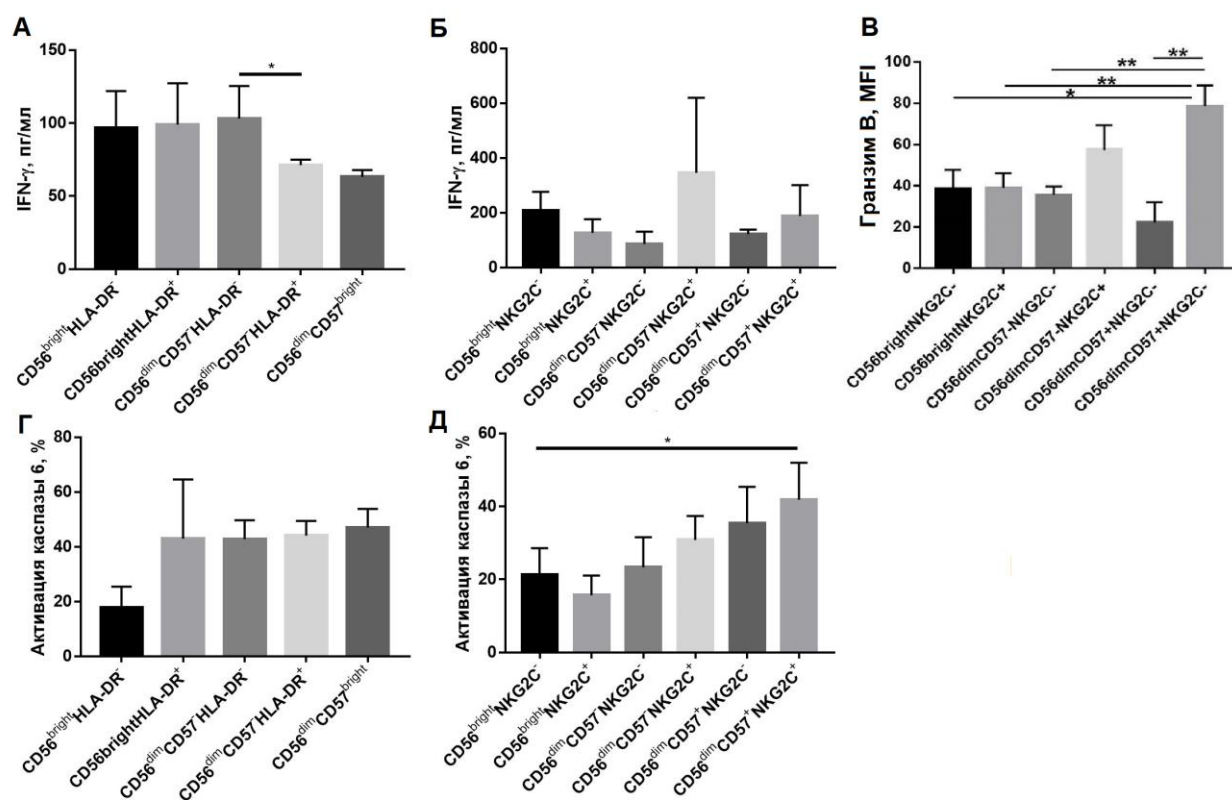 А
IFN-γ, пг/мл
150
100
50
0
*
CD56brightHLA-DR-
CD56brightHLA-DR+
CD56dimCD57-HLA-DR-
CD56dimCD57-HLA-DR+
CD56dimCD57bright
Б
IFN-γ, пг/мл
800
600
400
200
0
CD56brightNKG2C-
CD56brightNKG2C+
CD56dimCD57-NKG2C-
CD56dimCD57-NKG2C+
CD56dimCD57+NKG2C-
CD56dimCD57+NKG2C+
В
Гранзим В, MFI
100
80
60
40
20
0
**
**
**
*
CD56brightNKG2C-
CD56brightNKG2C+
CD56dimCD57-NKG2C-
CD56dimCD57-NKG2C+
CD56dimCD57+NKG2C-
CD56dimCD57+NKG2C-
Г
Активация каспазы 6, %
80
60
40
20
0
CD56brightHLA-DR-
CD56brightHLA-DR+
CD56dimCD57-HLA-DR-
CD56dimCD57-HLA-DR+
CD56dimCD57bright
Д
Активация каспазы 6, %
60
40
20
0
*
CD56brightNKG2C-
CD56brightNKG2C+
CD56dimCD57-NKG2C-
CD56dimCD57-NKG2C+
CD56dimCD57+NKG2C-
CD56dimCD57+NKG2C+